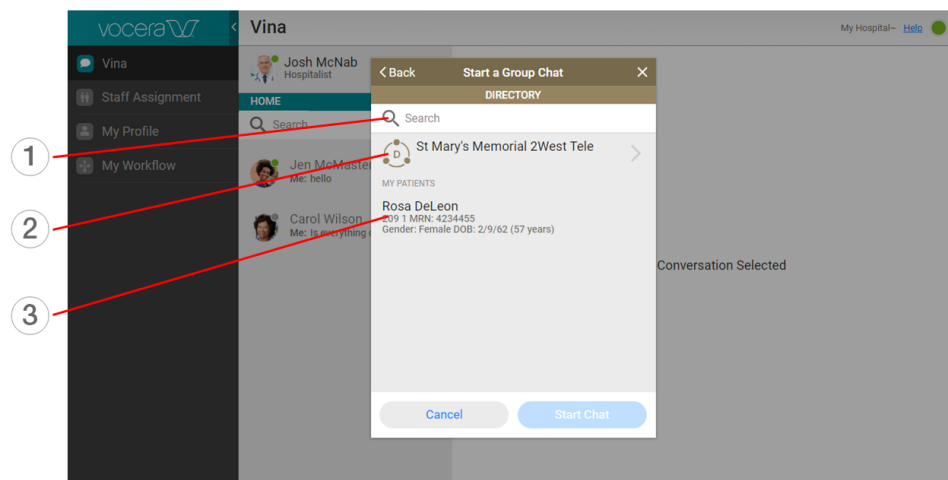 vocera
Vina
My Hospital~ Help
Vina
Staff Assignment
My Profile
My Workflow
Josh McNab
Hospitalist
HOME
Search
Jen McMaste
Me: hello
Carol Wilson
Me: Is everything
< Back Start a Group Chat ×
DIRECTORY
Search
D St Mary's Memorial 2West Tele
MY PATIENTS
Rosa DeLeon
209 1 MRN: 4234455
Gender: Female DOB: 2/9/62 (57 years)
Cancel Start Chat
Conversation Selected
1
2
3